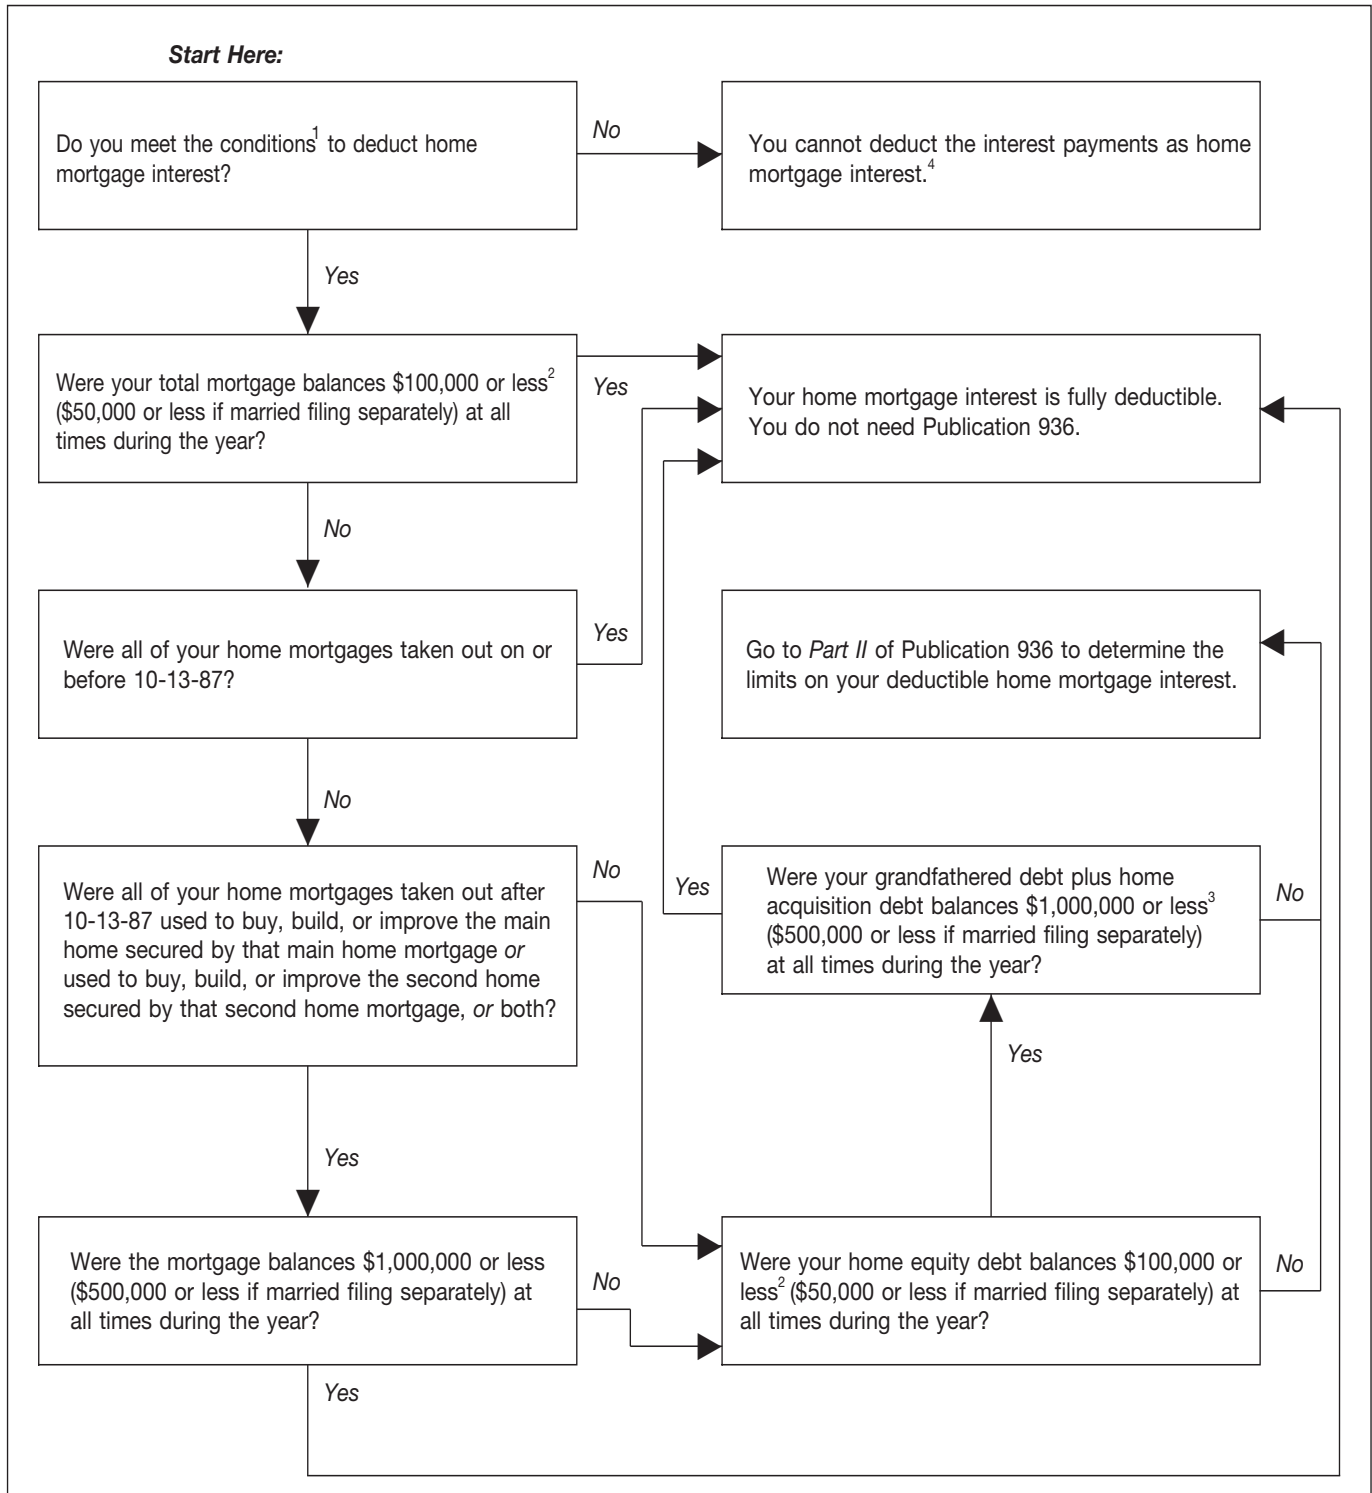 Start Here:
Do you meet the conditions1 to deduct home
mortgage interest?
No
You cannot deduct the interest payments as home
mortgage interest.4
Yes
Were your total mortgage balances $100,000 or less2
($50,000 or less if married filing separately) at all
times during the year?
Yes
Your home mortgage interest is fully deductible.
You do not need Publication 936.
No
Were all of your home mortgages taken out on or
before 10-13-87?
Yes
Go to Part II of Publication 936 to determine the
limits on your deductible home mortgage interest.
No
Were all of your home mortgages taken out after
10-13-87 used to buy, build, or improve the main
home secured by that main home mortgage or
used to buy, build, or improve the second home
secured by that second home mortgage, or both?
No
Yes
Were your grandfathered debt plus home
acquisition debt balances $1,000,000 or less3
($500,000 or less if married filing separately)
at all times during the year?
No
Yes
Yes
Were the mortgage balances $1,000,000 or less
($500,000 or less if married filing separately) at
all times during the year?
No
Were your home equity debt balances $100,000 or
less2 ($50,000 or less if married filing separately) at
all times during the year?
No
Yes